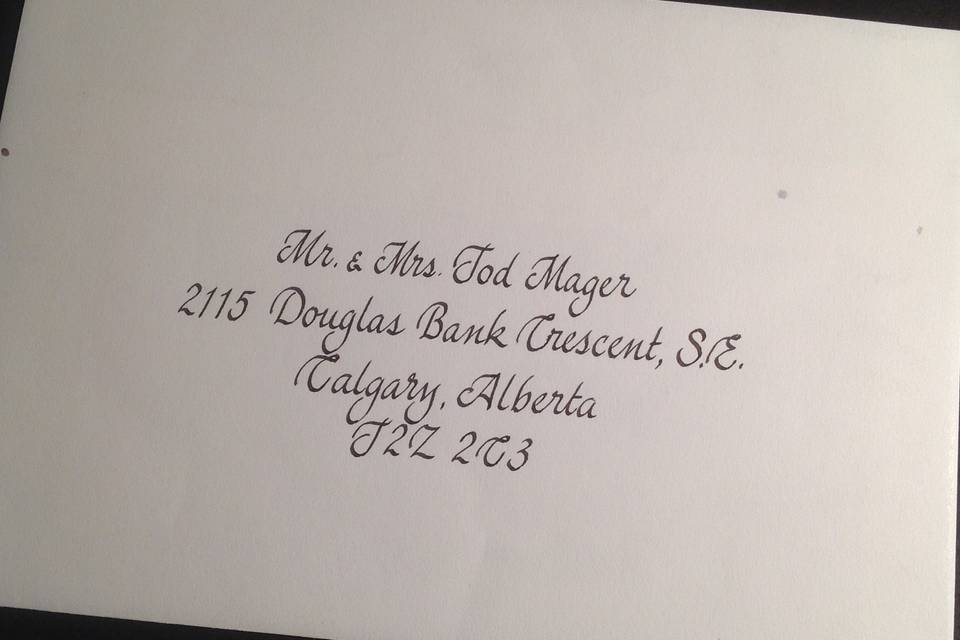 Mr. & Mrs. Tod Mager
2115 Douglas Bank Crescent, S.E.
Calgary, Alberta
T2Z 2C3